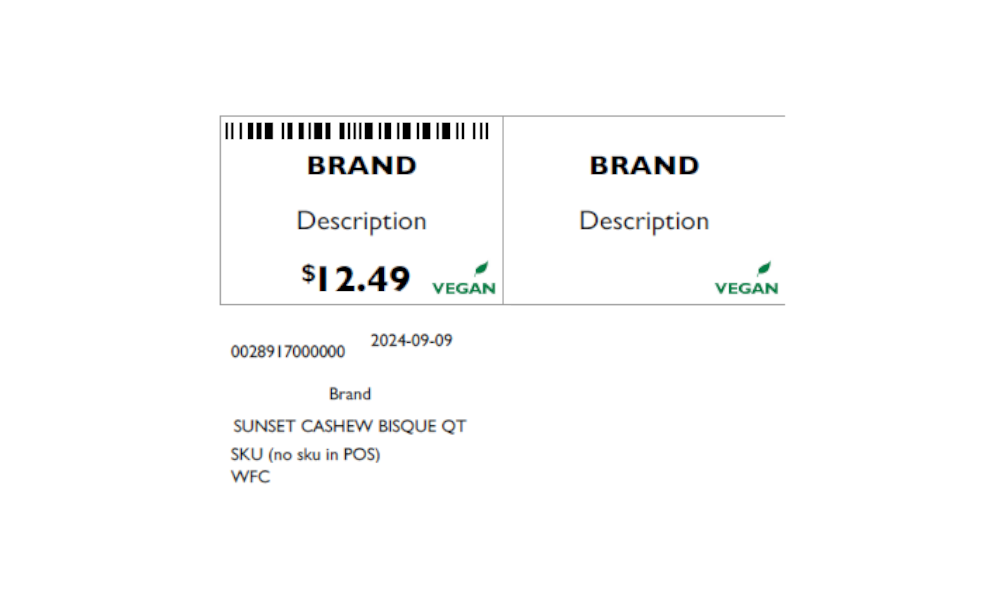 BRAND
Description
$12.49
VEGAN
BRAND
Description
VEGAN
2024-09-09
0028917000000
Brand
SUNSET CASHEW BISQUE QT
SKU (no sku in POS)
WFC